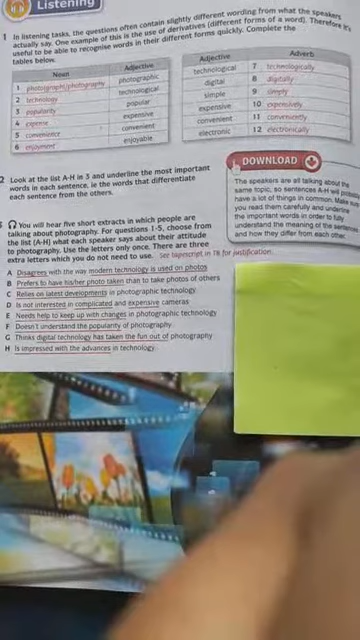 Listening
1 In listening tasks, the questions often contain slightly different wording from what the speakers
actually say. One example of this is the use of derivatives (different forms of a word). Therefore it's
useful to be able to recognise words in their different forms quickly. Complete the
tables below.
Noun Adjective
1 photo(graph)/photography photographic
2 technology technological
3 popularity popular
4 expense expensive
5 convenience convenient
6 enjoyment enjoyable
Adjective Adverb
technological 7 technologically
digital 8 digitally
simple 9 simply
expensive 10 expensively
convenient 11 conveniently
electronic 12 electronically
2 Look at the list A-H in 3 and underline the most important
words in each sentence, ie the words that differentiate
each sentence from the others.
DOWNLOAD
The speakers are all talking about the
same topic, so sentences A-H will
have a lot of things in common. Make sure
you read them carefully and underline
the important words in order to fully
understand the meaning of the sentences
and how they differ from each other.
You will hear five short extracts in which people are
talking about photography. For questions 1-5, choose from
the list (A-H) what each speaker says about their attitude
to photography. Use the letters only once. There are three
extra letters which you do not need to use. See tapescript in TB for justification.
A Disagrees with the way modern technology is used on photos
B Prefers to have his/her photo taken than to take photos of others
C Relies on latest developments in photographic technology
D Is not interested in complicated and expensive cameras
E Needs help to keep up with changes in photographic technology
F Doesn't understand the popularity of photography
G Thinks digital technology has taken the fun out of photography
H Is impressed with the advances in technology